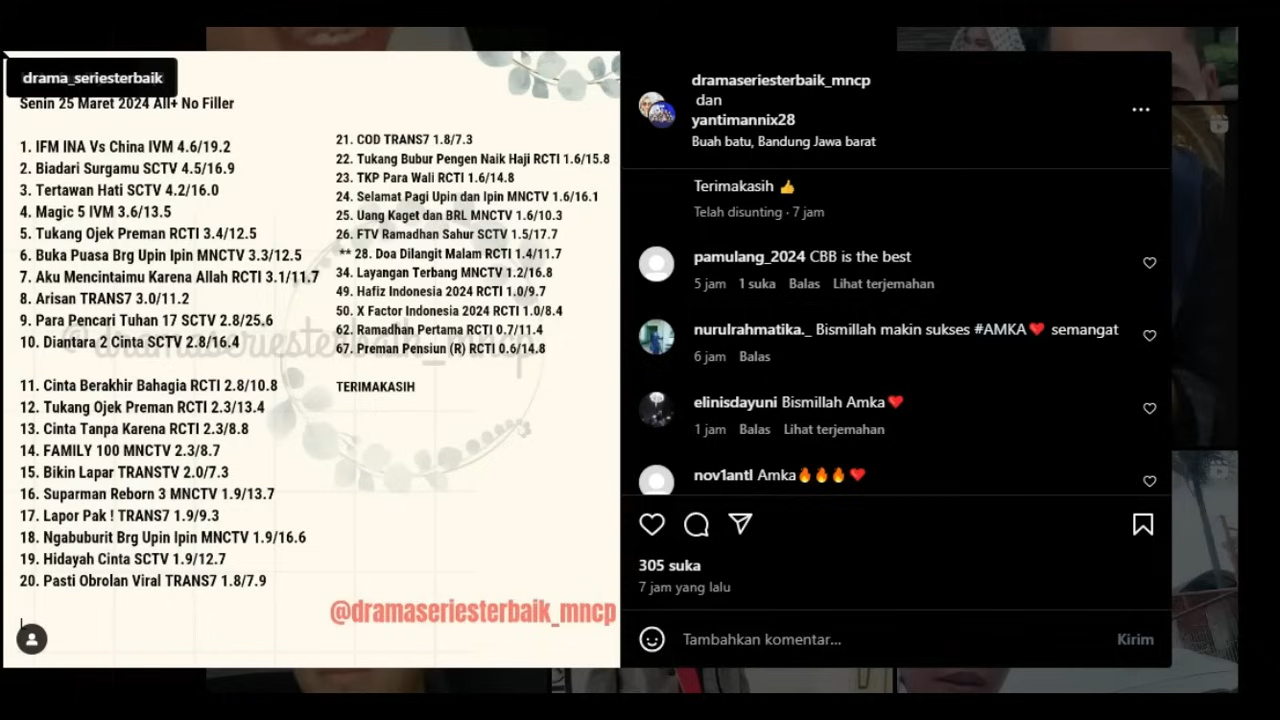 drama_seriesterbaik
Senin 25 Maret 2024 All+ No Filler
1. IFM INA Vs China IVM 4.6/19.2
2. Biadari Surgamu SCTV 4.5/16.9
3. Tertawan Hati SCTV 4.2/16.0
4. Magic 5 IVM 3.6/13.5
5. Tukang Ojek Preman RCTI 3.4/12.5
6. Buka Puasa Brg Upin Ipin MNCTV 3.3/12.5
7. Aku Mencintaimu Karena Allah RCTI 3.1/11.7
8. Arisan TRANS7 3.0/11.2
9. Para Pencari Tuhan 17 SCTV 2.8/25.6
10. Diantara 2 Cinta SCTV 2.8/16.4
11. Cinta Berakhir Bahagia RCTI 2.8/10.8
12. Tukang Ojek Preman RCTI 2.3/13.4
13. Cinta Tanpa Karena RCTI 2.3/8.8
14. FAMILY 100 MNCTV 2.3/8.7
15. Bikin Lapar TRANSTV 2.0/7.3
16. Suparman Reborn 3 MNCTV 1.9/13.7
17. Lapor Pak ! TRANS7 1.9/9.3
18. Ngabuburit Brg Upin Ipin MNCTV 1.9/16.6
19. Hidayah Cinta SCTV 1.9/12.7
20. Pasti Obrolan Viral TRANS7 1.8/7.9
21. COD TRANS7 1.8/7.3
22. Tukang Bubur Pengen Naik Haji RCTI 1.6/15.8
23. TKP Para Wali RCTI 1.6/14.8
24. Selamat Pagi Upin dan Ipin MNCTV 1.6/16.1
25. Uang Kaget dan BRL MNCTV 1.6/10.3
26. FTV Ramadhan Sahur SCTV 1.5/17.7
** 28. Doa Dilangit Malam RCTI 1.4/11.7
34. Layangan Terbang MNCTV 1.2/16.8
49. Hafiz Indonesia 2024 RCTI 1.0/9.7
50. X Factor Indonesia 2024 RCTI 1.0/8.4
62. Ramadhan Pertama RCTI 0.7/11.4
67. Preman Pensiun (R) RCTI 0.6/14.8
TERIMAKASIH
@dramaseriesterbaik_mncp
@dramaseriesterbaik_mncp
dramaseriesterbaik_mncp
dan
yantimannix28
Buah batu, Bandung Jawa barat
Terimakasih 👍
Telah disunting · 7 jam
pamulang_2024 CBB is the best
5 jam 1 suka Balas Lihat terjemahan
nurulrahmatika._ Bismillah makin sukses #AMKA❤️ semangat
6 jam Balas
elinisdayuni Bismillah Amka❤️
1 jam Balas Lihat terjemahan
nov1antl Amka🔥🔥🔥❤️
305 suka
7 jam yang lalu
Tambahkan komentar...
Kirim